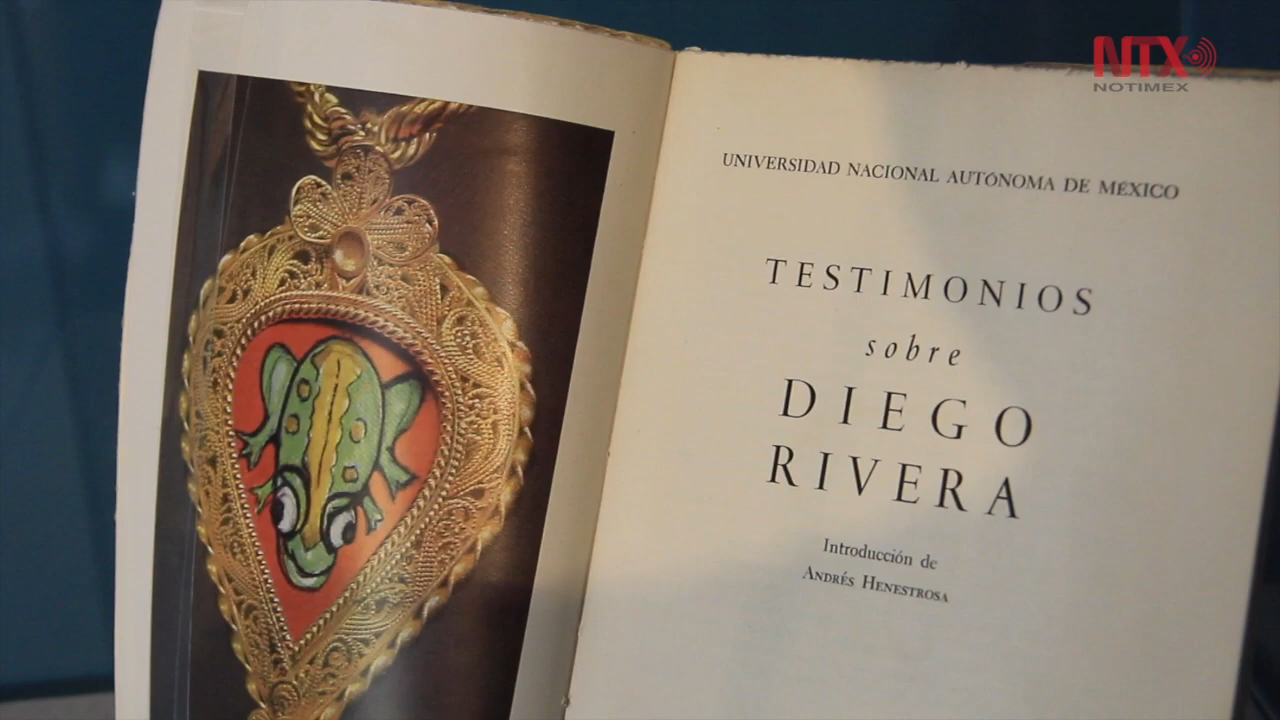 NTX
NOTIMEX
UNIVERSIDAD NACIONAL AUTÓNOMA DE MÉXICO
TESTIMONIOS
sobre
DIEGO
RIVERA
Introducción de
ANDRÉS HENESTROSA